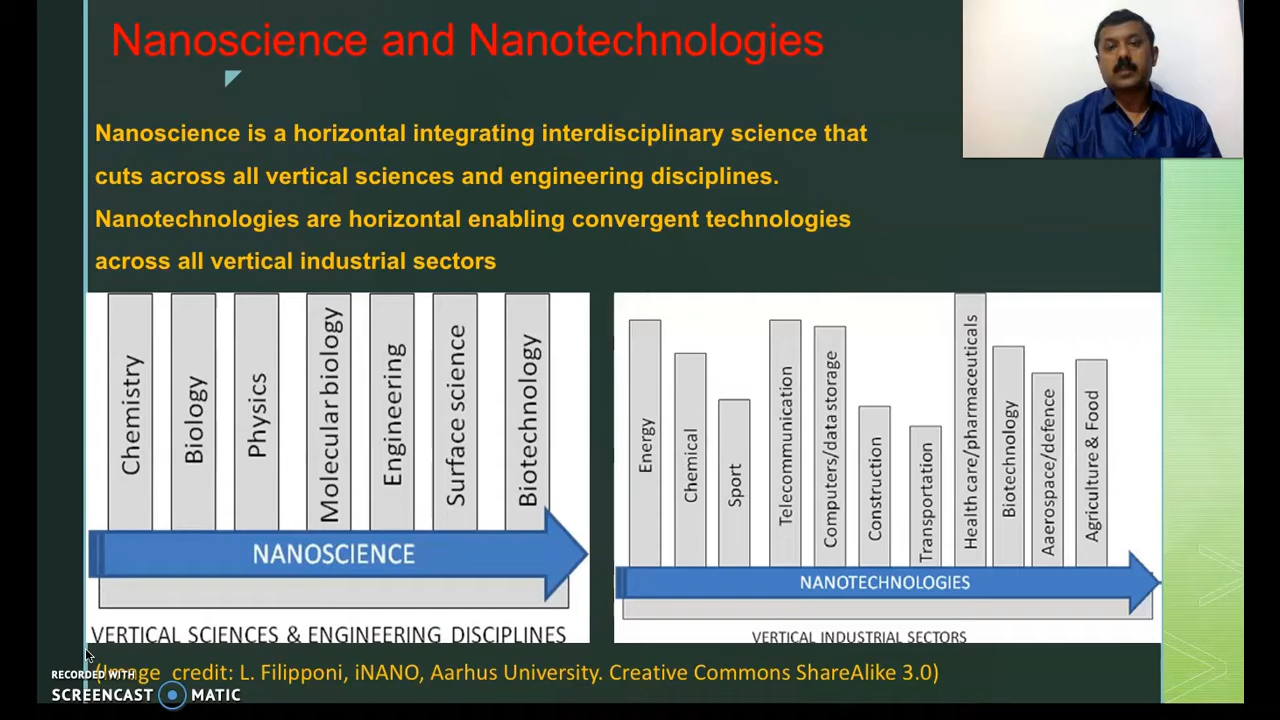 Nanoscience and Nanotechnologies
Nanoscience is a horizontal integrating interdisciplinary science that
cuts across all vertical sciences and engineering disciplines.
Nanotechnologies are horizontal enabling convergent technologies
across all vertical industrial sectors
Chemistry
Biology
Physics
Molecular biology
Engineering
Surface science
Biotechnology
NANOSCIENCE
VERTICAL SCIENCES & ENGINEERING DISCIPLINES
Energy
Chemical
Sport
Telecommunication
Computers/data storage
Construction
Transportation
Health care/pharmaceuticals
Biotechnology
Aaerospace/defence
Agriculture & Food
NANOTECHNOLOGIES
VERTICAL INDUSTRIAL SECTORS
(Image credit: L. Filipponi, iNANO, Aarhus University. Creative Commons ShareAlike 3.0)
RECORDED WITH
SCREENCAST MATIC